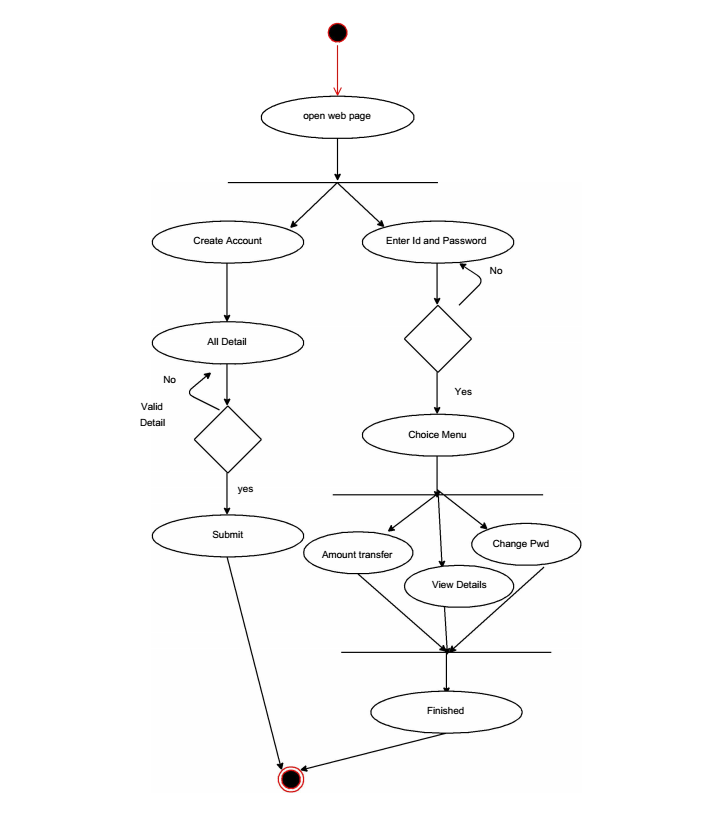 open web page
Create Account
Enter Id and Password
No
All Detail
No
Valid
Detail
Yes
Choice Menu
yes
Submit
Amount transfer
Change Pwd
View Details
Finished